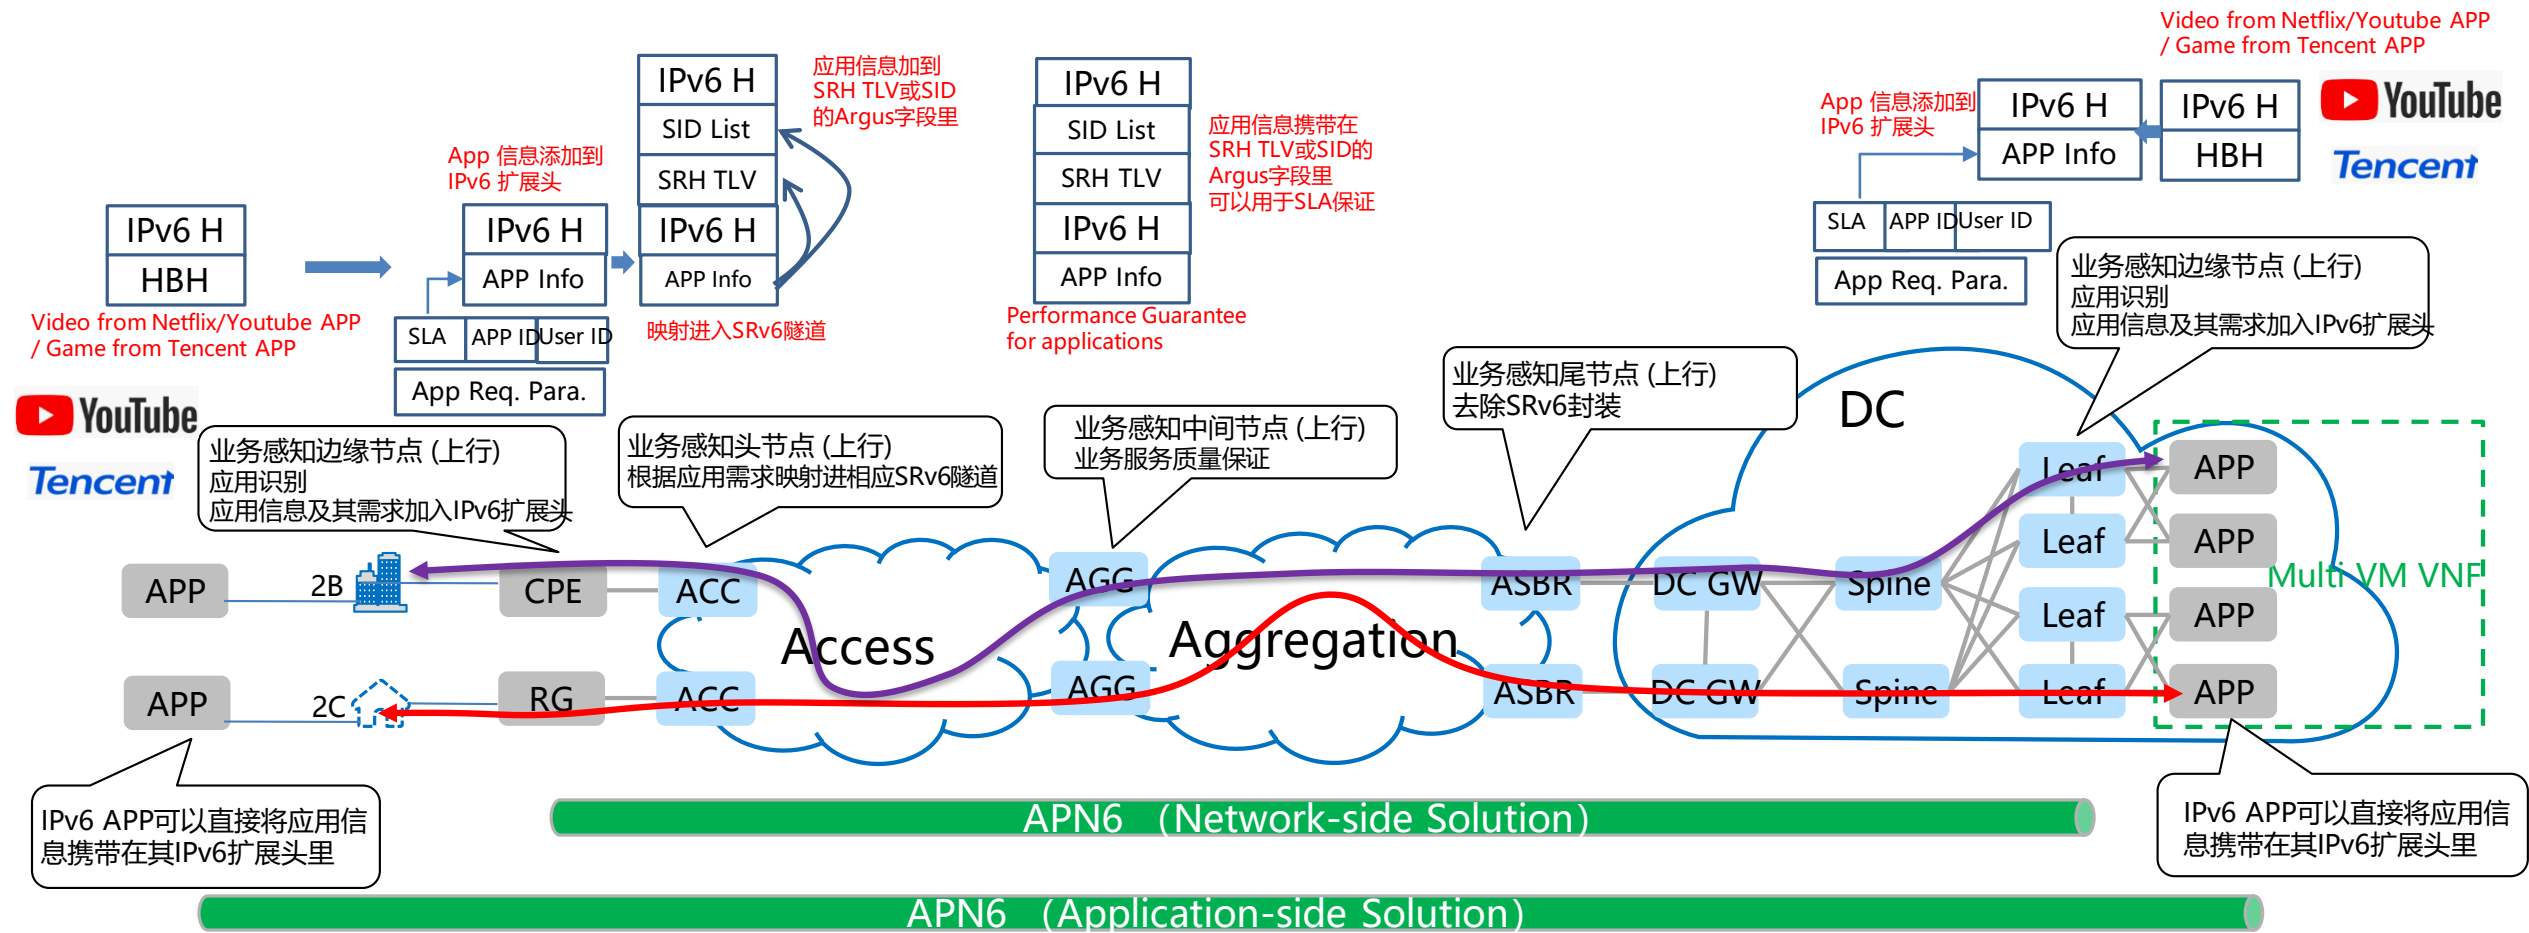 Video from Netflix/Youtube APP
/ Game from Tencent APP
IPv6 H
SID List
SRH TLV
IPv6 H
APP Info
应用信息加到
SRH TLV或SID
的Argus字段里
IPv6 H
SID List
SRH TLV
IPv6 H
APP Info
应用信息携带在
SRH TLV或SID的
Argus字段里
可以用于SLA保证
App 信息添加到
IPv6 扩展头
IPv6 H
APP Info
IPv6 H
HBH
YouTube
Tencent
App 信息添加到
IPv6 扩展头
IPv6 H
HBH
IPv6 H
APP Info
SLA
APP ID
User ID
App Req. Para.
Video from Netflix/Youtube APP
/ Game from Tencent APP
SLA
APP ID
User ID
App Req. Para.
映射进入SRv6隧道
Performance Guarantee
for applications
YouTube
Tencent
业务感知边缘节点 (上行)
应用识别
应用信息及其需求加入IPv6扩展头
业务感知头节点 (上行)
根据应用需求映射进相应SRv6隧道
业务感知中间节点 (上行)
业务服务质量保证
业务感知尾节点 (上行)
去除SRv6封装
业务感知边缘节点 (上行)
应用识别
应用信息及其需求加入IPv6扩展头
DC
APP
2B
CPE
ACC
AGG
ASBR
DC GW
Spine
Leaf
APP
Leaf
APP
Multi VM VNF
Access
Aggregation
Leaf
APP
APP
2C
RG
ACC
AGG
ASBR
DC GW
Spine
Leaf
APP
IPv6 APP可以直接将应用信
息携带在其IPv6扩展头里
IPv6 APP可以直接将应用信
息携带在其IPv6扩展头里
APN6 （Network-side Solution）
APN6 （Application-side Solution）